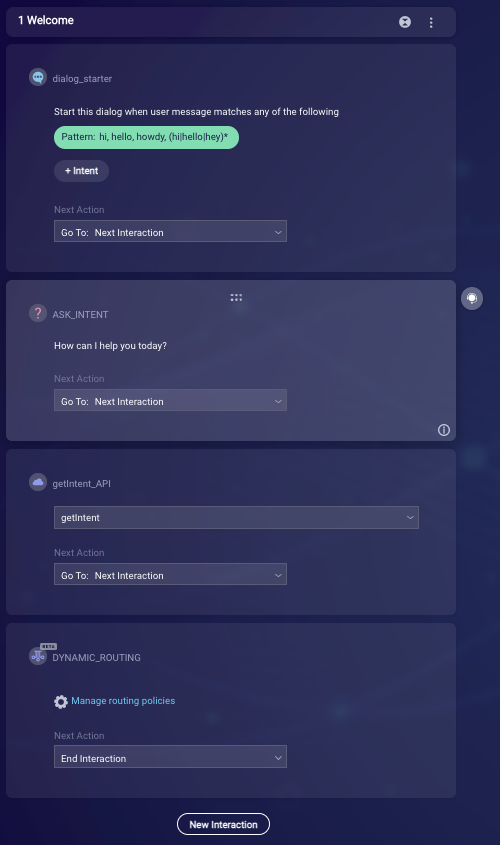 1 Welcome
dialog_starter
Start this dialog when user message matches any of the following
Pattern: hi, hello, howdy, (hi|hello|hey)*
+ Intent
Next Action
Go To: Next Interaction
ASK_INTENT
How can I help you today?
Next Action
Go To: Next Interaction
getIntent_API
getIntent
Next Action
Go To: Next Interaction
BETA
DYNAMIC_ROUTING
Manage routing policies
Next Action
End Interaction
New Interaction